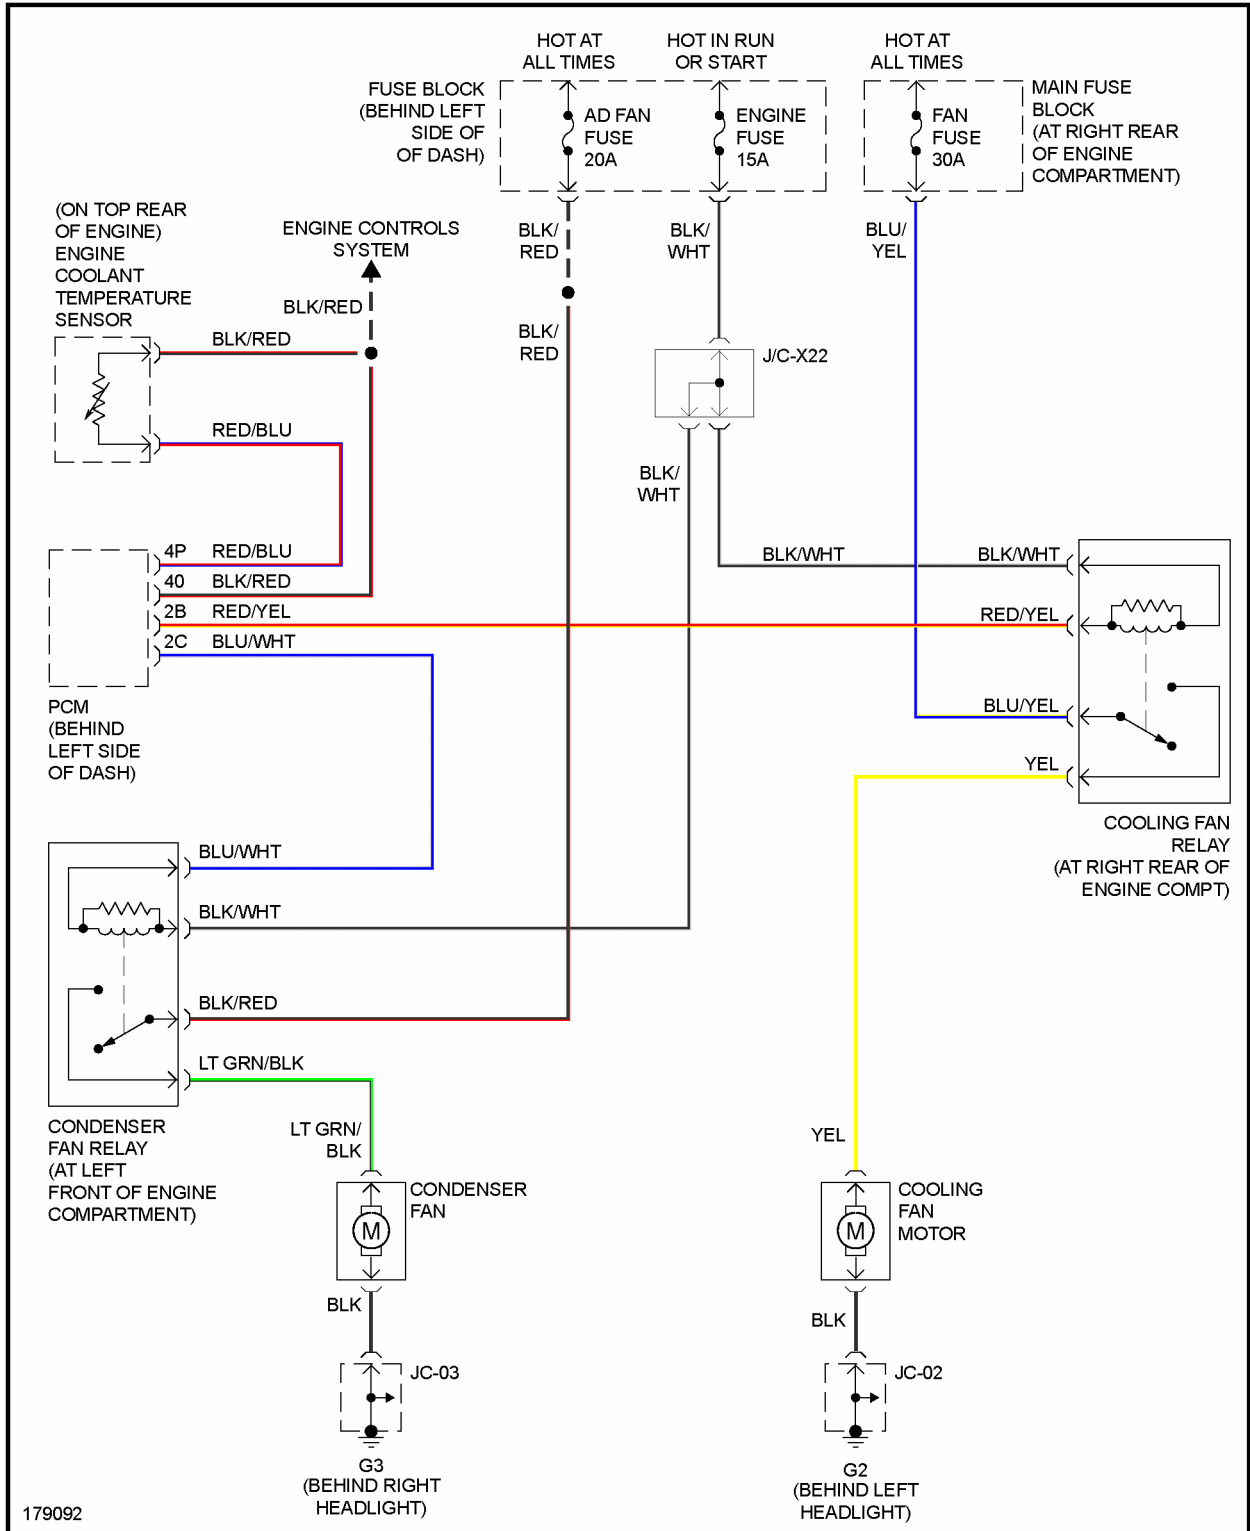 HOT AT
ALL TIMES
HOT IN RUN
OR START
HOT AT
ALL TIMES
FUSE BLOCK
(BEHIND LEFT
SIDE OF
OF DASH)
AD FAN
FUSE
20A
ENGINE
FUSE
15A
FAN
FUSE
30A
MAIN FUSE
BLOCK
(AT RIGHT REAR
OF ENGINE
COMPARTMENT)
(ON TOP REAR
OF ENGINE)
ENGINE
COOLANT
TEMPERATURE
SENSOR
ENGINE CONTROLS
SYSTEM
BLK/RED
BLK/
RED
BLK/
WHT
BLU/
YEL
BLK/RED
BLK/
RED
J/C-X22
RED/BLU
BLK/
WHT
4P RED/BLU
40 BLK/RED
2B RED/YEL
2C BLU/WHT
BLK/WHT
BLK/WHT
RED/YEL
BLU/YEL
YEL
PCM
(BEHIND
LEFT SIDE
OF DASH)
COOLING FAN
RELAY
(AT RIGHT REAR OF
ENGINE COMPT)
BLU/WHT
BLK/WHT
BLK/RED
LT GRN/BLK
CONDENSER
FAN RELAY
(AT LEFT
FRONT OF ENGINE
COMPARTMENT)
LT GRN/
BLK
YEL
CONDENSER
FAN
M
COOLING
FAN
MOTOR
M
BLK
BLK
JC-03
JC-02
G3
(BEHIND RIGHT
HEADLIGHT)
G2
(BEHIND LEFT
HEADLIGHT)
179092